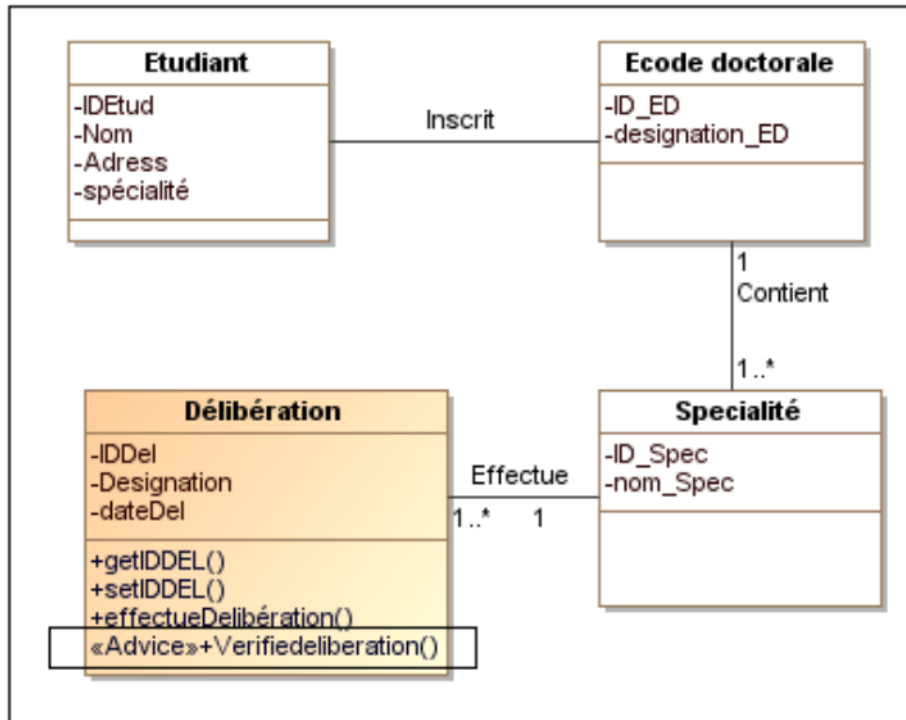 Etudiant
-IDEtud
-Nom
-Adress
-spécialité
Inscrit
Ecode doctorale
-ID_ED
-designation_ED
1
Contient
1..*
Délibération
-IDDel
-Designation
-dateDel
+getIDDEL()
+setIDDEL()
+effectueDelibération()
«Advice»+Verifiedeliberation()
Effectue
1..* 1
Specialité
-ID_Spec
-nom_Spec